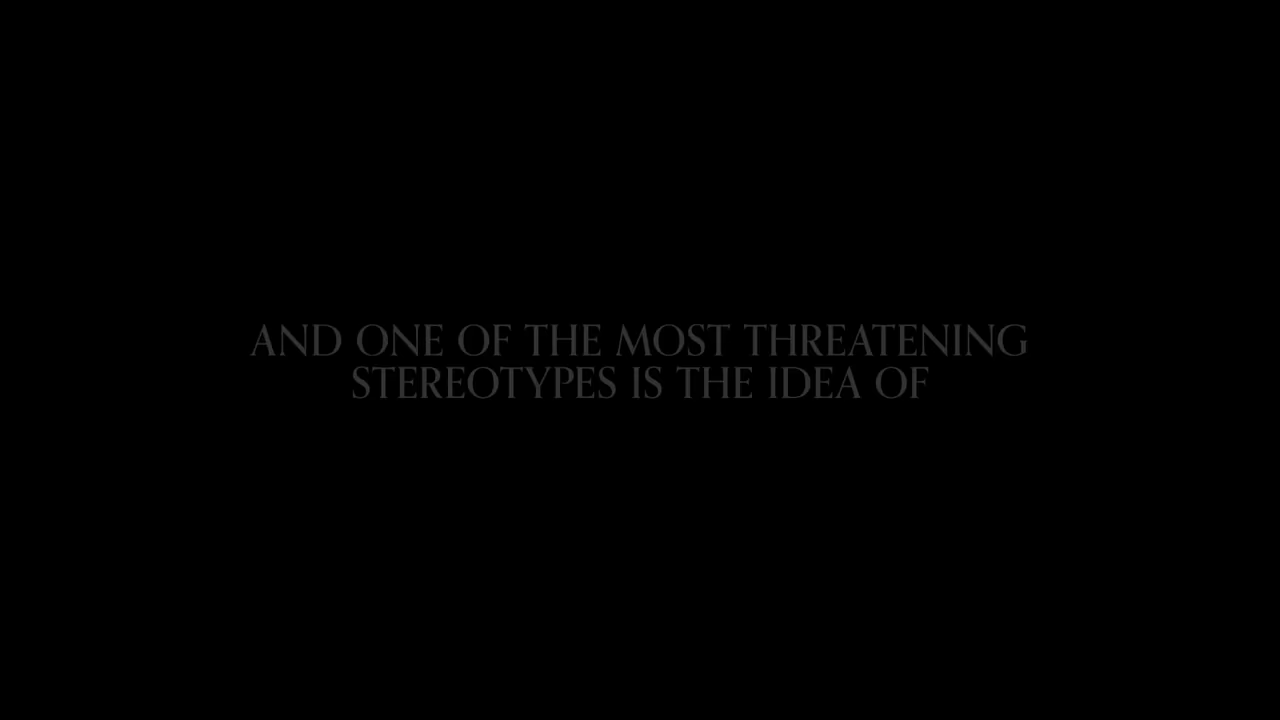 AND ONE OF THE MOST THREATENING
STEREOTYPES IS THE IDEA OF